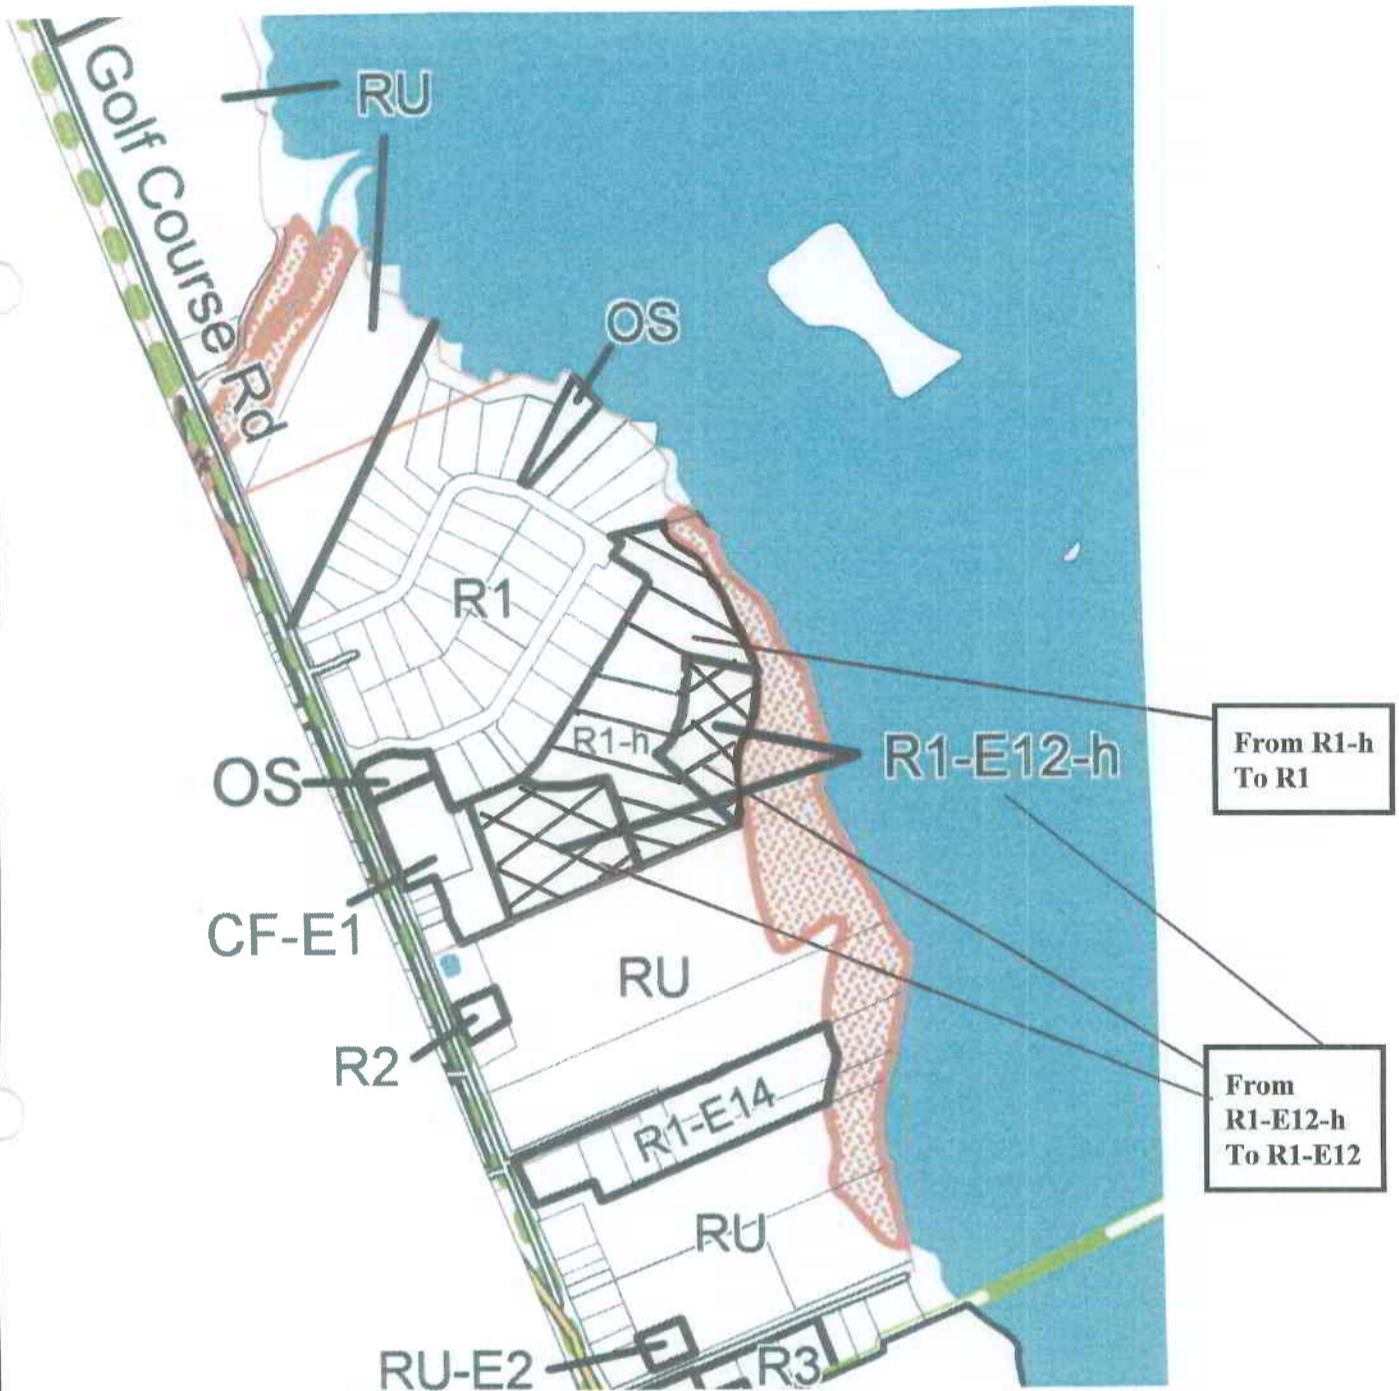 Golf Course Rd
RU
OS
R1
R1-h
R1-E12-h
From R1-h
To R1
OS
CF-E1
RU
R2
R1-E14
From
R1-E12-h
To R1-E12
RU
RU-E2
R3